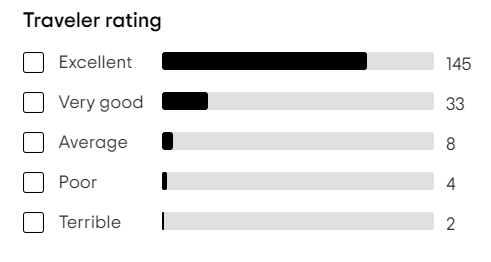 Traveler rating
Excellent 145
Very good 33
Average 8
Poor 4
Terrible 2